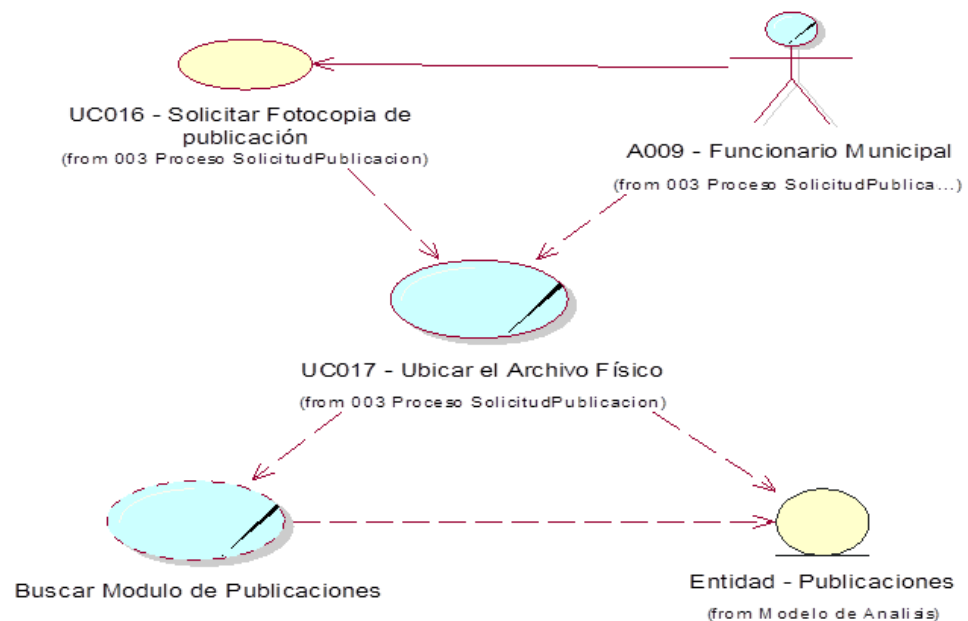 UC016 - Solicitar Fotocopia de
publicación
(from 003 Proceso SolicitudPublicacion)
A009 - Funcionario Municipal
(from 003 Proceso SolicitudPublica...)
UC017 - Ubicar el Archivo Físico
(from 003 Proceso SolicitudPublicacion)
Buscar Modulo de Publicaciones
Entidad - Publicaciones
(from Modelo de Analisis)